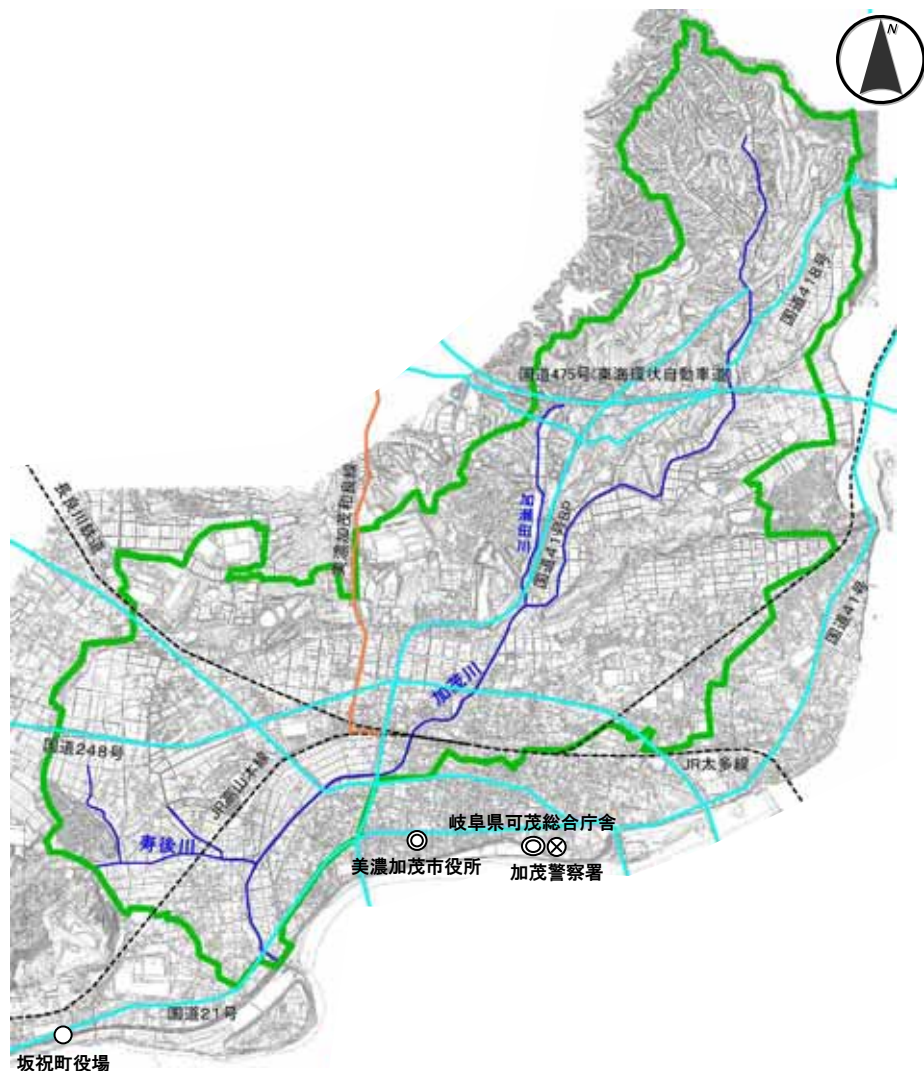 N
国道418号
国道475号(東海環状自動車道)
美濃加茂和良線
長良川鉄道
加瀬田川
国道41号BP
国道41号
加茂川
国道248号
JR高山本線
JR太多線
寿後川
岐阜県可茂総合庁舎
美濃加茂市役所
加茂警察署
国道21号
坂祝町役場